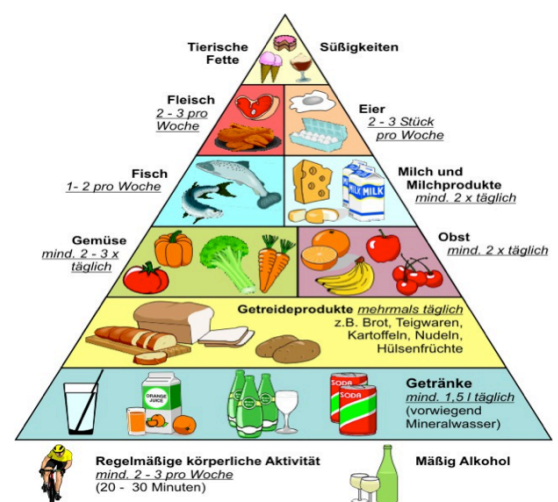 Tierische
Fette
Süßigkeiten
Fleisch
2 - 3 pro
Woche
Eier
2 - 3 Stück
pro Woche
Fisch
1- 2 pro Woche
Milch und
Milchprodukte
mind. 2 x täglich
MILK
MILK
Gemüse
mind. 2 - 3 x
täglich
Obst
mind. 2 x täglich
Getreideprodukte mehrmals täglich
z.B. Brot, Teigwaren,
Kartoffeln, Nudeln,
Hülsenfrüchte
ORANGE
JUICE
SODA
SODA
Getränke
mind. 1,5 l täglich
(vorwiegend
Mineralwasser)
Regelmäßige körperliche Aktivität
mind. 2 - 3 pro Woche
(20 - 30 Minuten)
Mäßig Alkohol